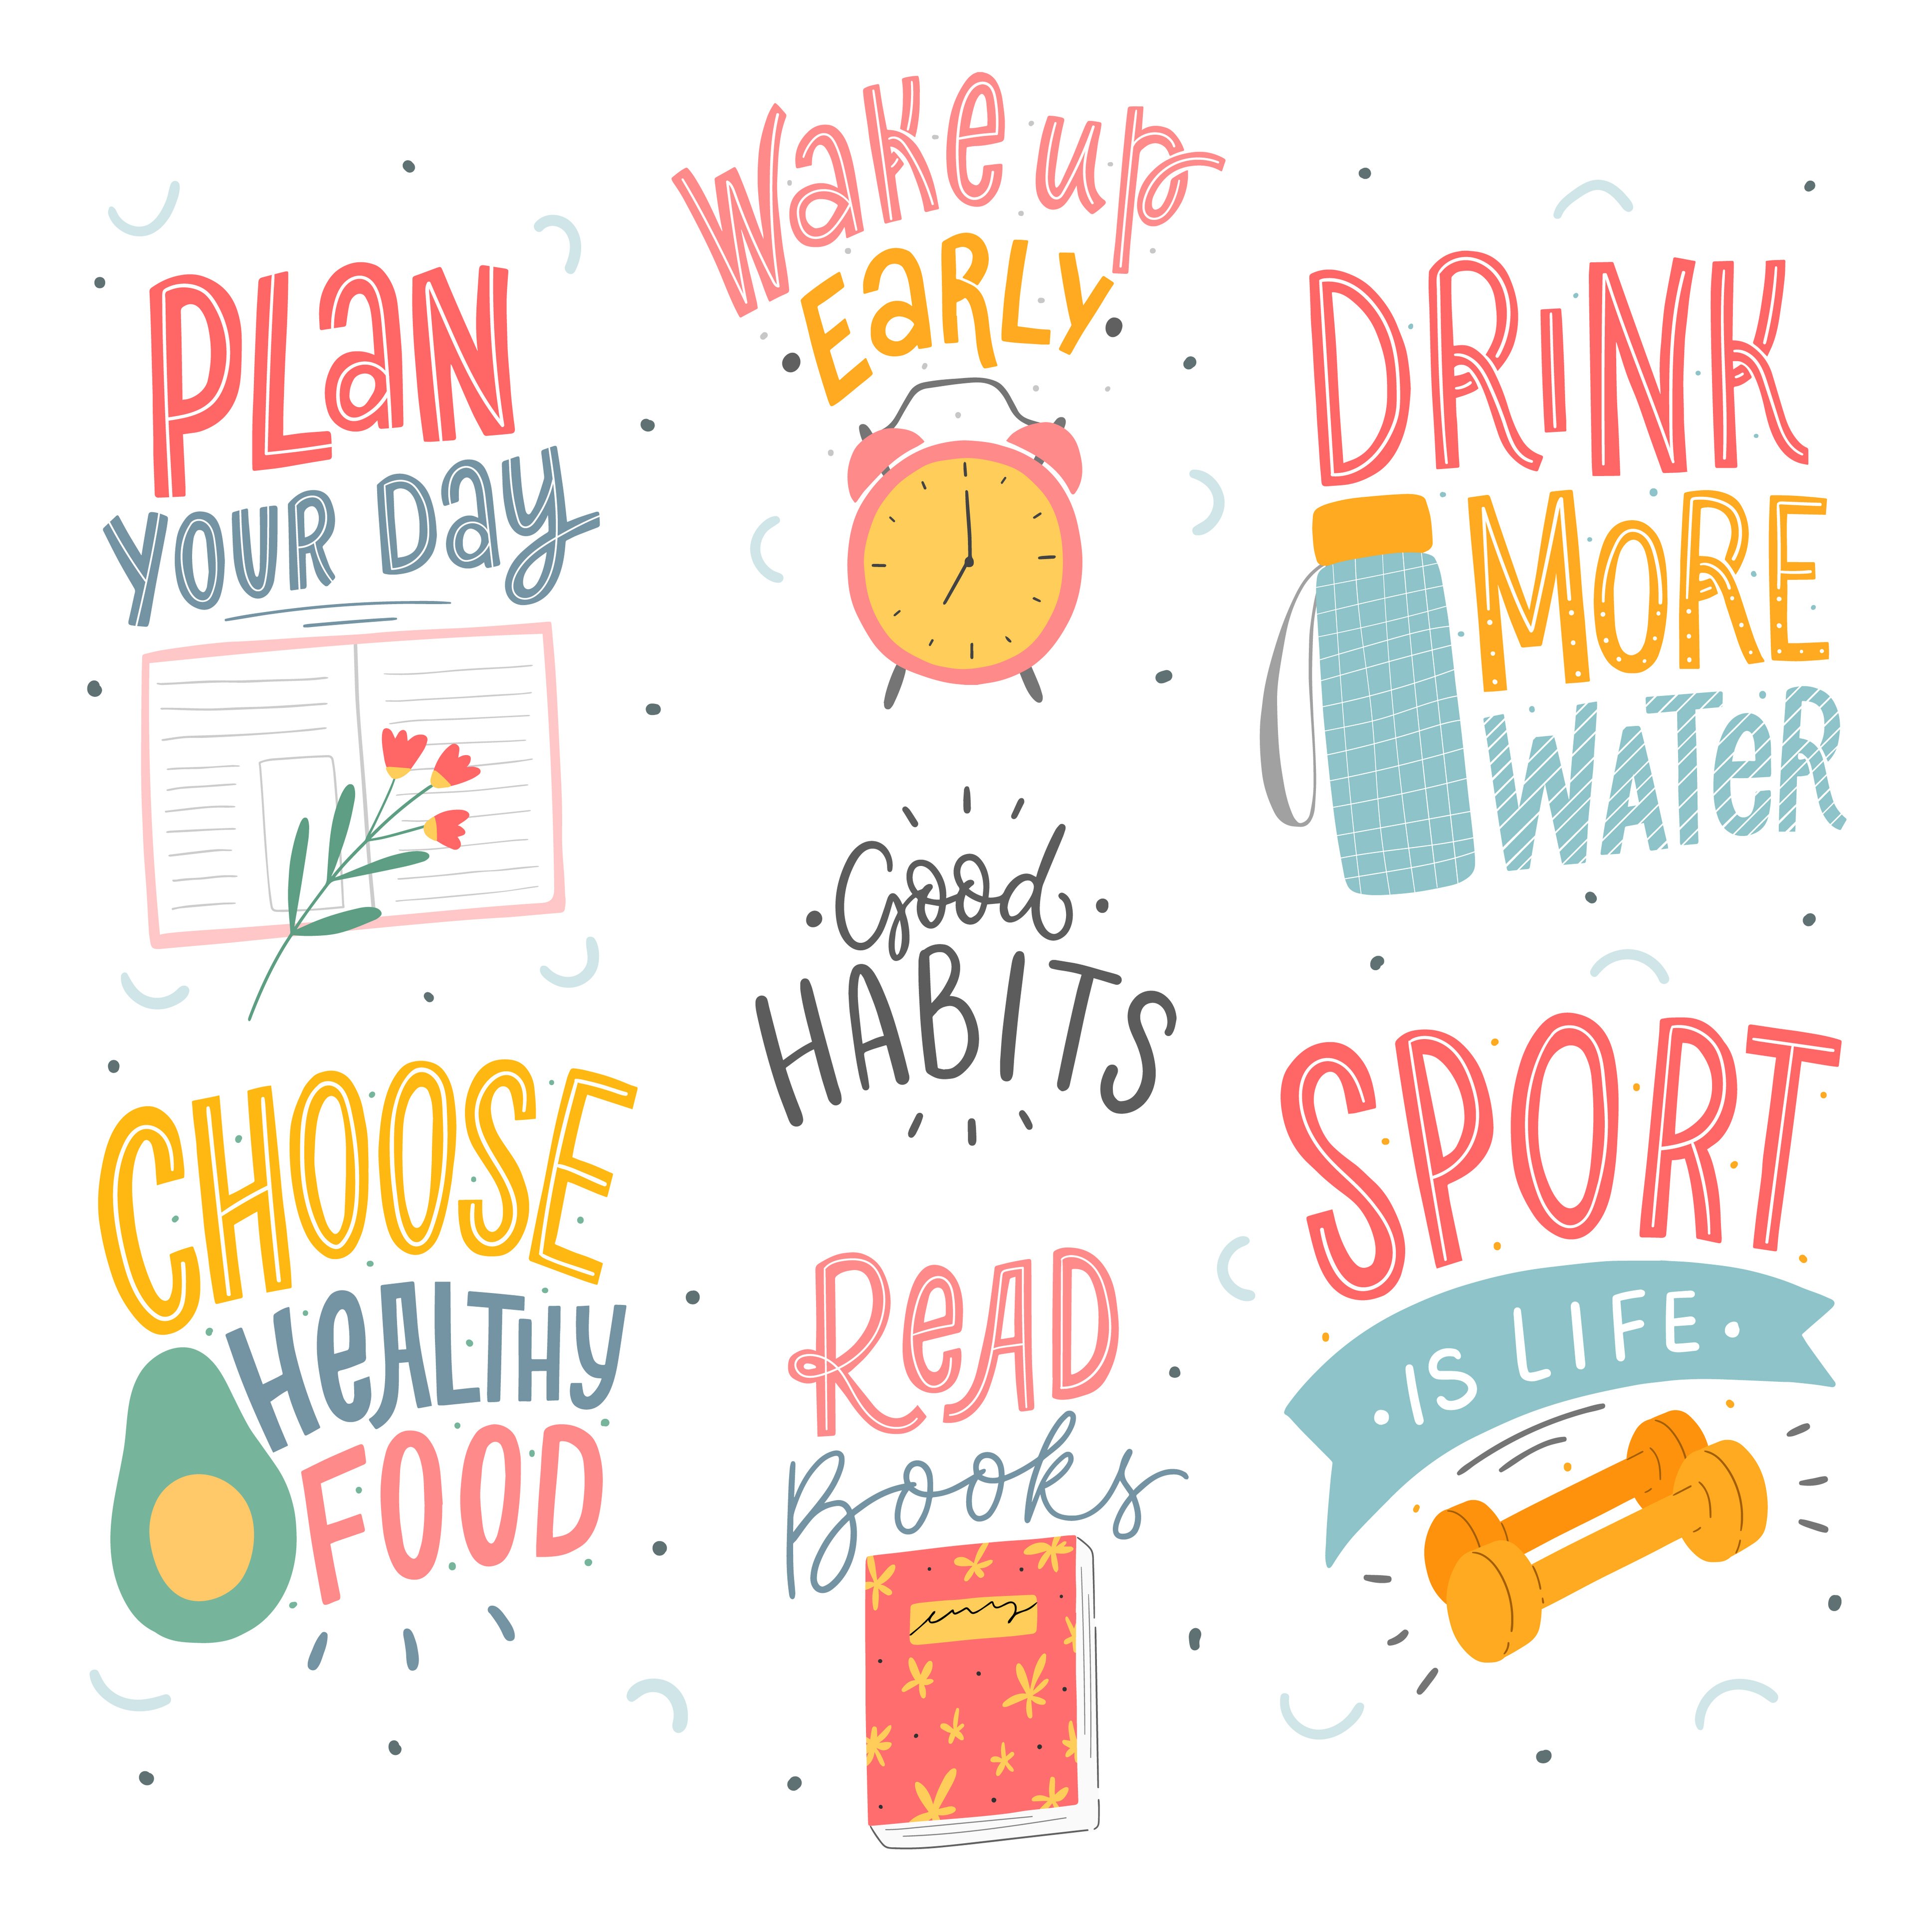 Wake up
EaRLy
PLaN
youR Day
DRINK
MORE
WATeR
Good
HABITS
CHOOSE
HeALTHy
FOOD
ReAD
books
SPORT
. IS LIFE .